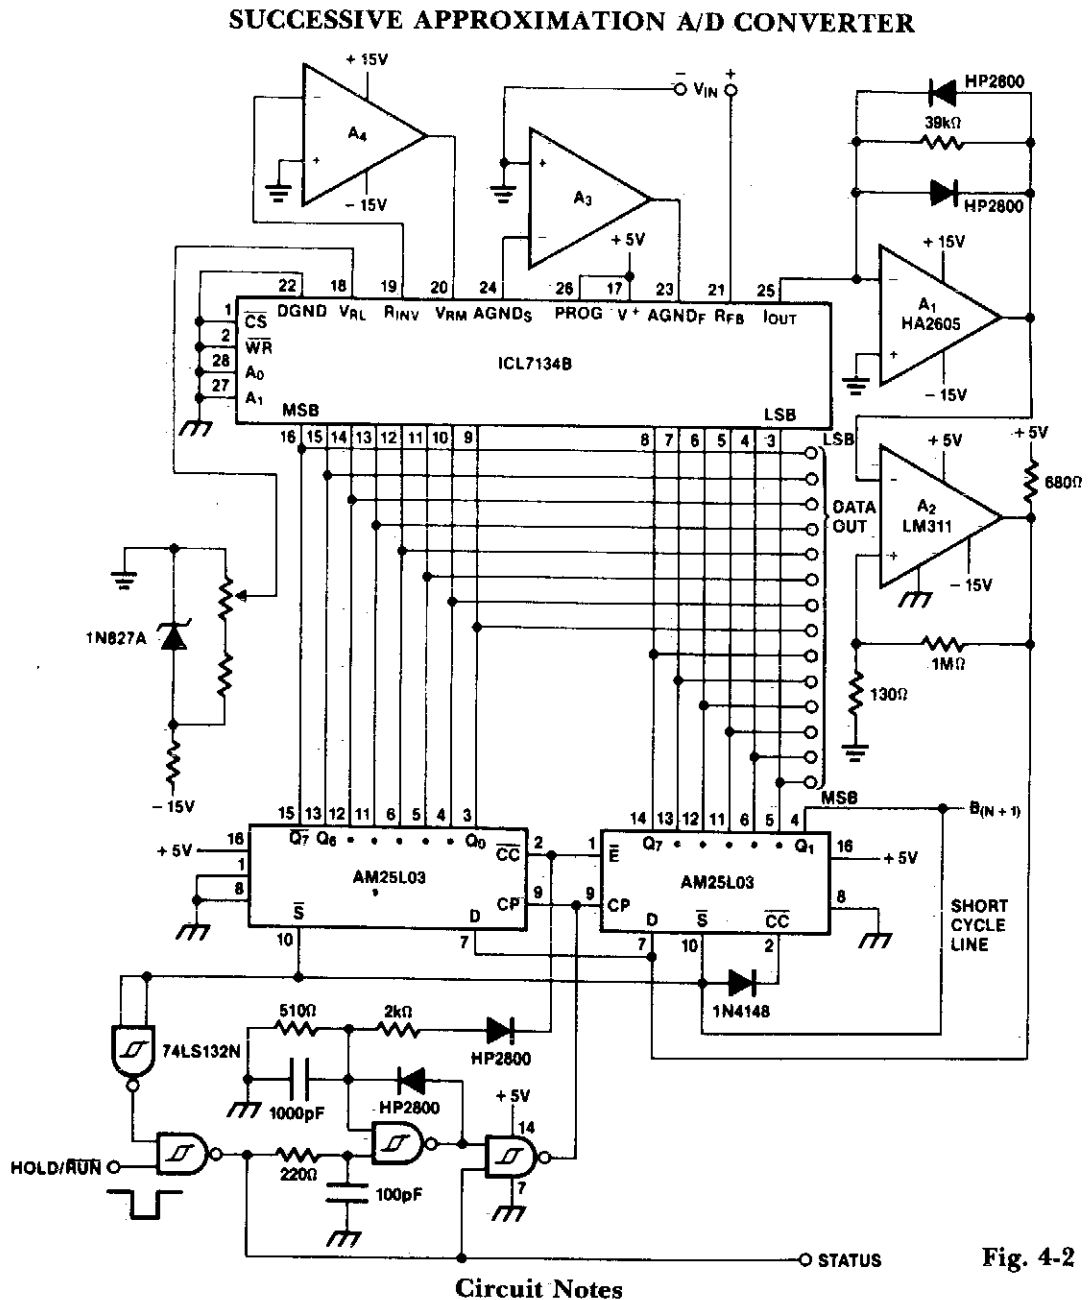 SUCCESSIVE APPROXIMATION A/D CONVERTER
+ 15V
A4
− 15V
− VIN +
A3
+ 5V
HP2800
39kΩ
HP2800
+ 15V
A1
HA2605
− 15V
22 18 19 20 24 26 17 23 21 25
DGND VRL RINV VRM AGNDS PROG V+ AGNDF RFB IOUT
1 CS
2 WR
28 A0
27 A1
ICL7134B
MSB LSB
16 15 14 13 12 11 10 9 8 7 6 5 4 3
LSB
DATA
OUT
MSB
+ 5V
+ 5V
680Ω
A2
LM311
− 15V
1MΩ
130Ω
1N827A
− 15V
15 13 12 11 6 5 4 3
Q7 Q6 Q0
+ 5V 16
1
8
AM25L03
CC 2
CP 9
S D
10 7
14 13 12 11 6 5 4
Q7 Q1
B(N + 1)
1 E
9 CP
AM25L03
16 + 5V
8
D S CC
7 10 2
SHORT
CYCLE
LINE
1N4148
74LS132N
510Ω
2kΩ
HP2800
1000pF
HP2800
+ 5V
14
7
HOLD/RUN
220Ω
100pF
STATUS
Fig. 4-2
Circuit Notes